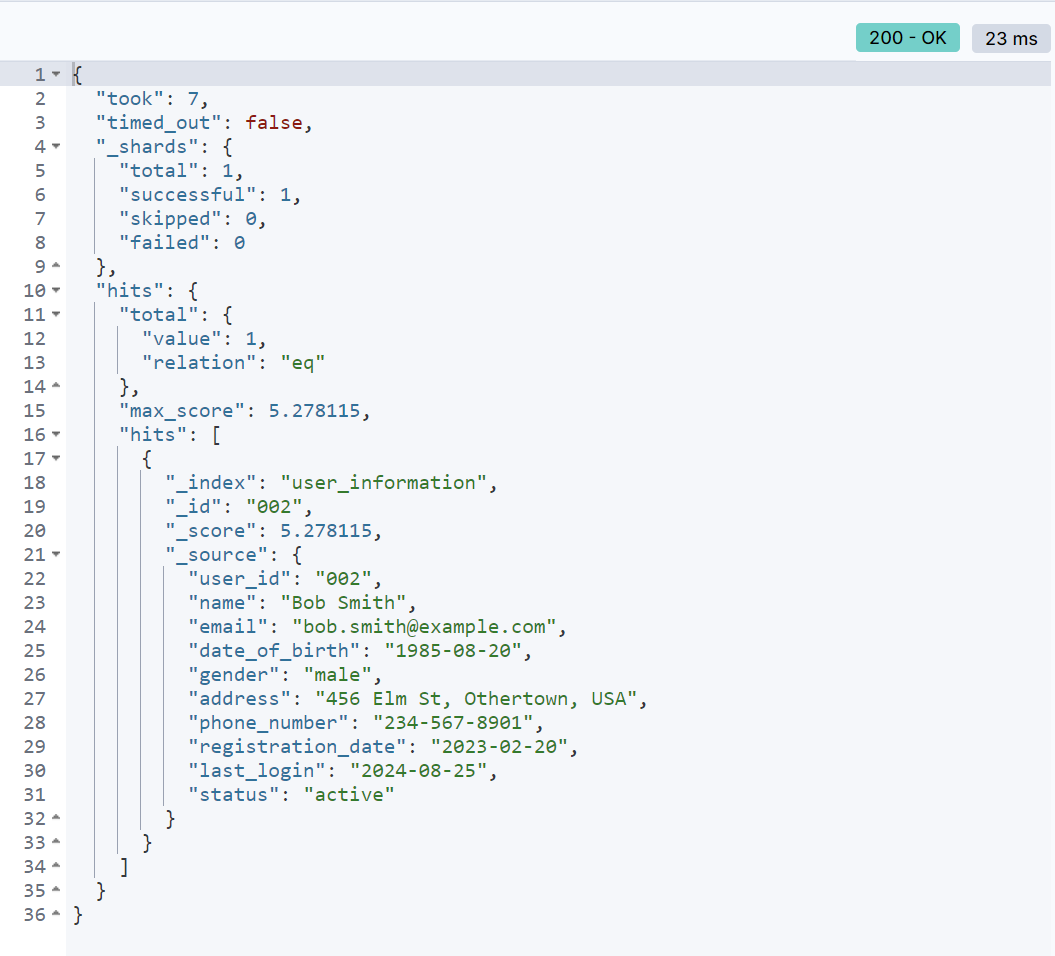 200 - OK 23 ms
1 {
2 "took": 7,
3 "timed_out": false,
4 "_shards": {
5 "total": 1,
6 "successful": 1,
7 "skipped": 0,
8 "failed": 0
9 },
10 "hits": {
11 "total": {
12 "value": 1,
13 "relation": "eq"
14 },
15 "max_score": 5.278115,
16 "hits": [
17 {
18 "_index": "user_information",
19 "_id": "002",
20 "_score": 5.278115,
21 "_source": {
22 "user_id": "002",
23 "name": "Bob Smith",
24 "email": "bob.smith@example.com",
25 "date_of_birth": "1985-08-20",
26 "gender": "male",
27 "address": "456 Elm St, Othertown, USA",
28 "phone_number": "234-567-8901",
29 "registration_date": "2023-02-20",
30 "last_login": "2024-08-25",
31 "status": "active"
32 }
33 }
34 ]
35 }
36 }